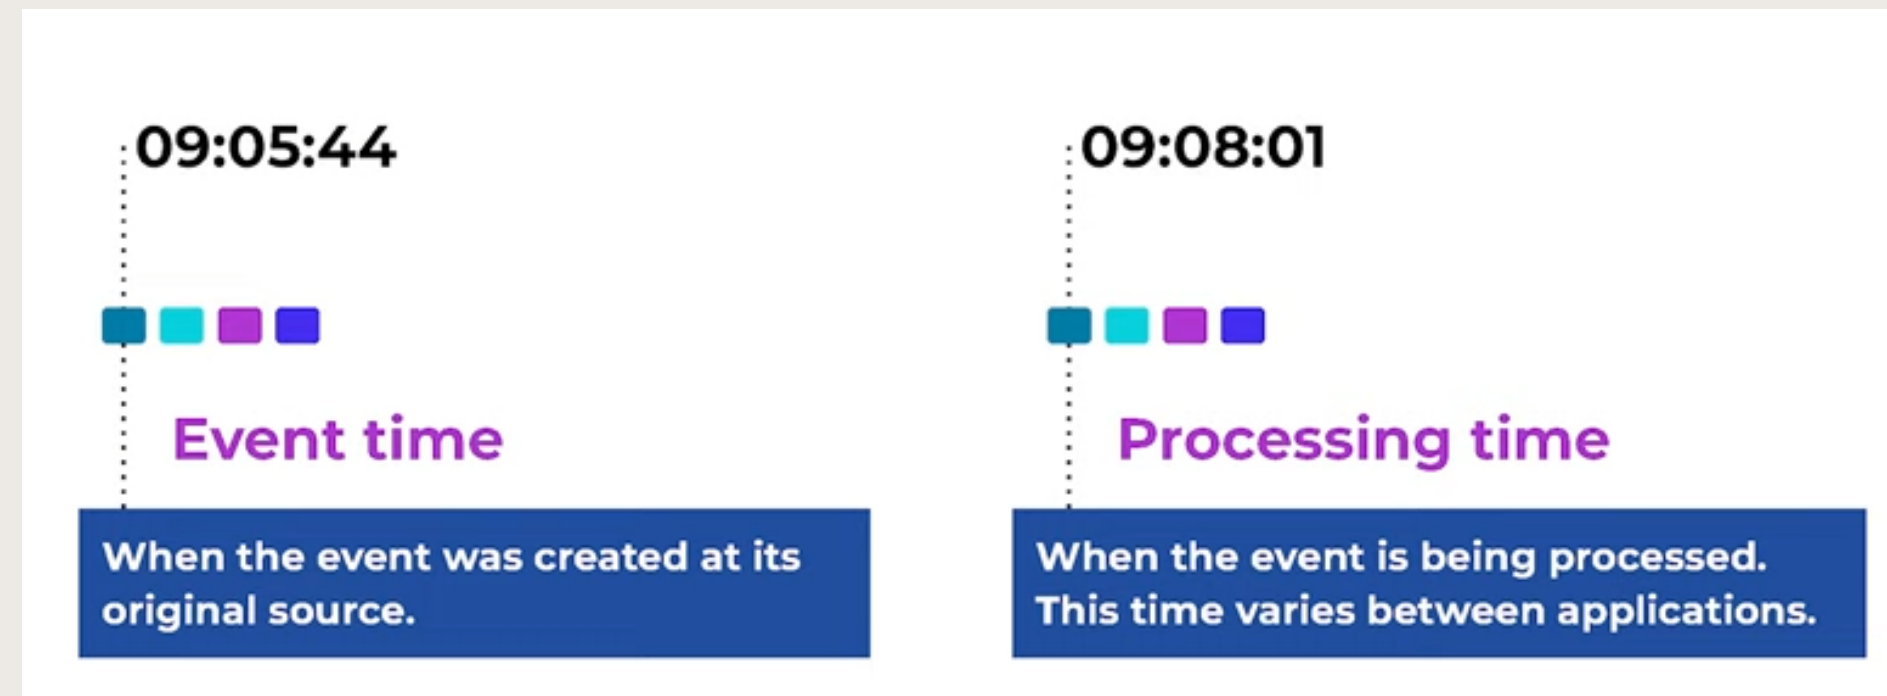 09:05:44
Event time
When the event was created at its
original source.
09:08:01
Processing time
When the event is being processed.
This time varies between applications.